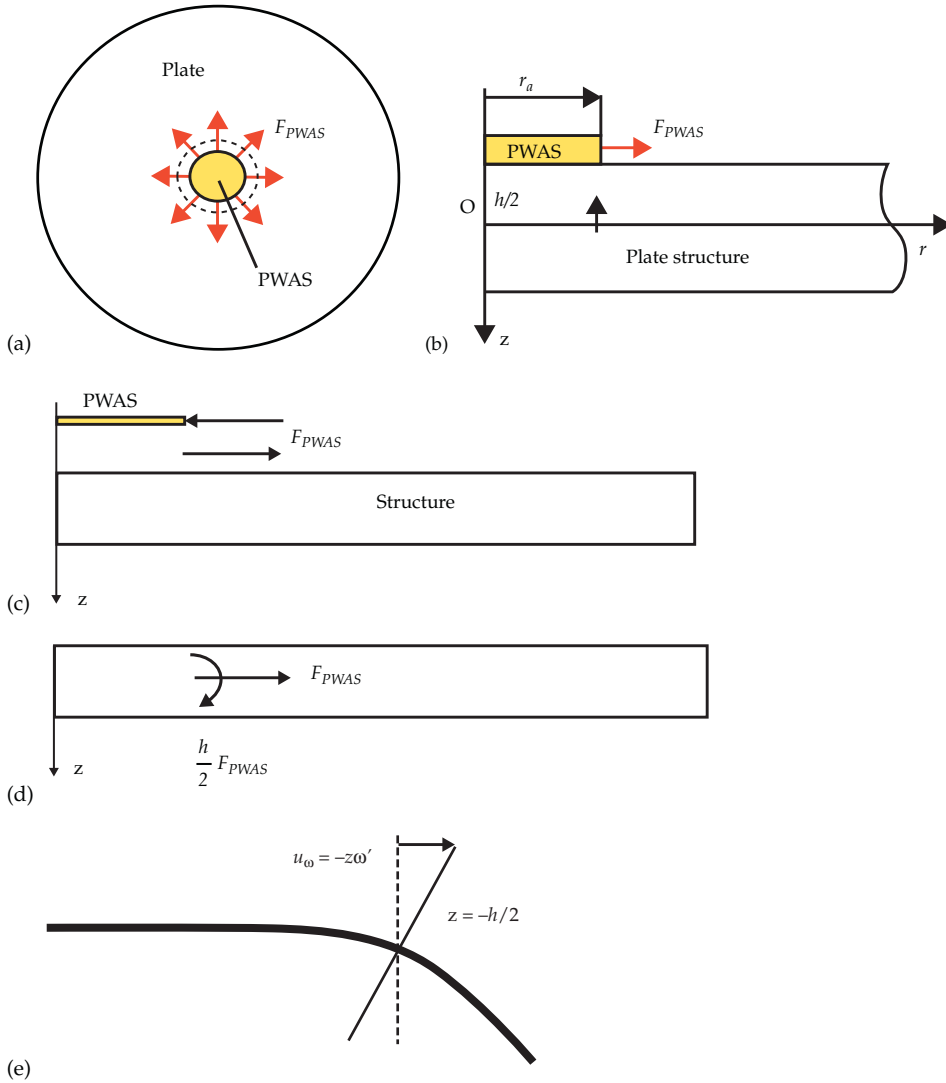 Plate
F_PWAS
PWAS
(a)
r_a
F_PWAS
PWAS
O
h/2
r
Plate structure
(b)
z
PWAS
F_PWAS
Structure
(c)
z
F_PWAS
z
h/2 F_PWAS
(d)
u_ω = –zω′
z = –h/2
(e)